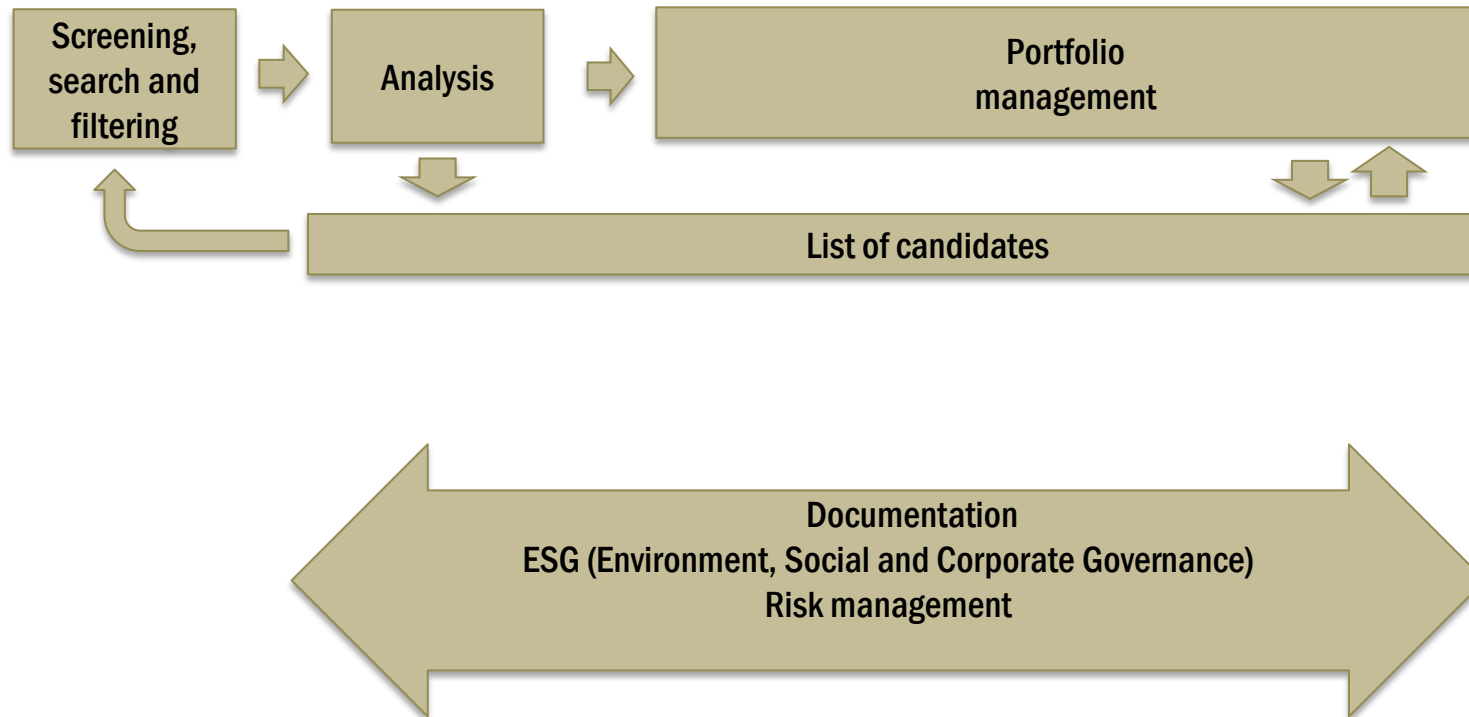 Screening,
search and
filtering
Analysis
Portfolio
management
List of candidates
Documentation
ESG (Environment, Social and Corporate Governance)
Risk management